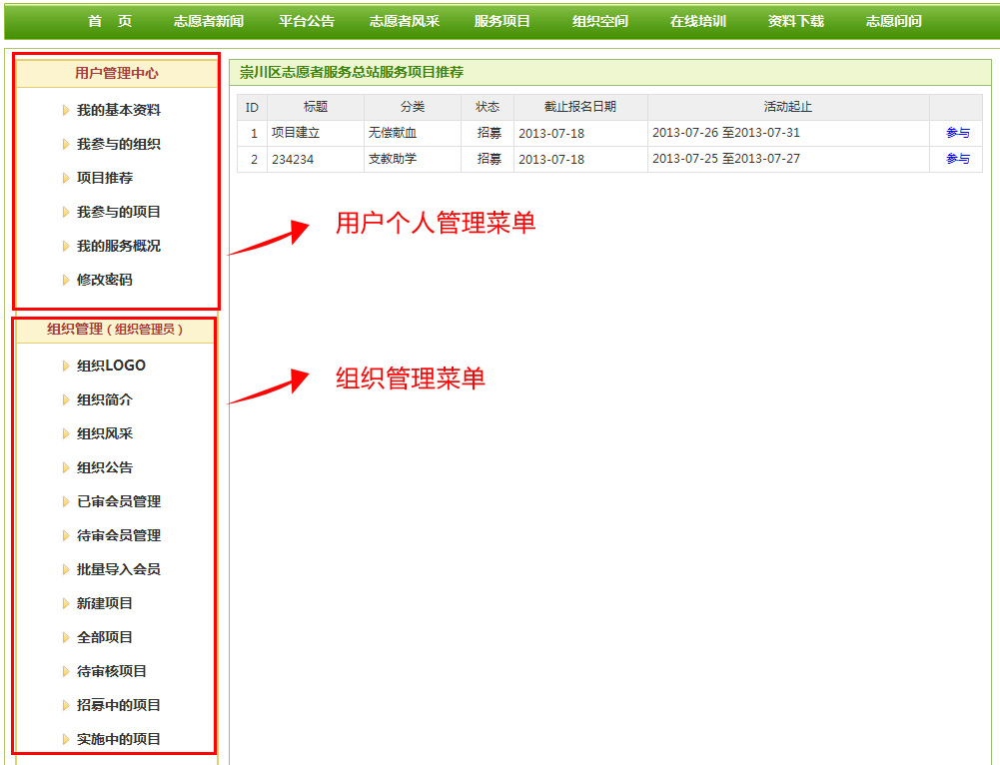 首 页 志愿者新闻 平台公告 志愿者风采 服务项目 组织空间 在线培训 资料下载 志愿问问
用户管理中心
我的基本资料
我参与的组织
项目推荐
我参与的项目
我的服务概况
修改密码
组织管理（组织管理员）
组织LOGO
组织简介
组织风采
组织公告
已审会员管理
待审会员管理
批量导入会员
新建项目
全部项目
待审核项目
招募中的项目
实施中的项目
崇川区志愿者服务总站服务项目推荐
ID 标题 分类 状态 截止报名日期 活动起止
1 项目建立 无偿献血 招募 2013-07-18 2013-07-26 至2013-07-31 参与
2 234234 支教助学 招募 2013-07-18 2013-07-25 至2013-07-27 参与
用户个人管理菜单
组织管理菜单